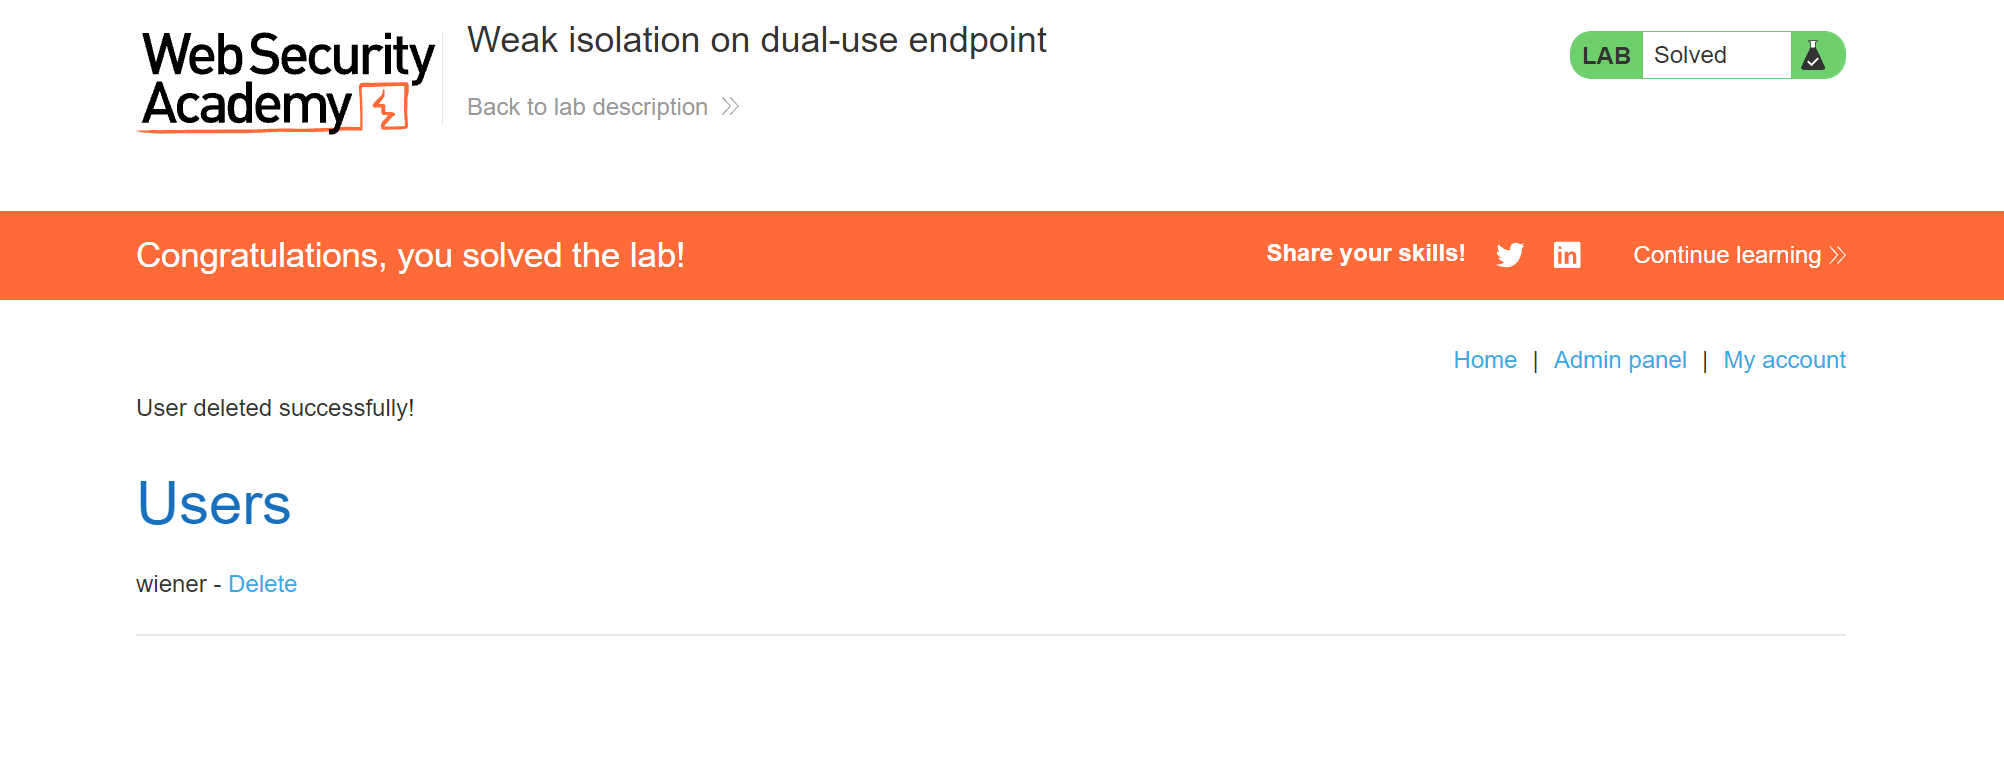 Web Security
Academy
Weak isolation on dual-use endpoint
Back to lab description
LAB Solved
Congratulations, you solved the lab!
Share your skills!
Continue learning
Home | Admin panel | My account
User deleted successfully!
Users
wiener - Delete